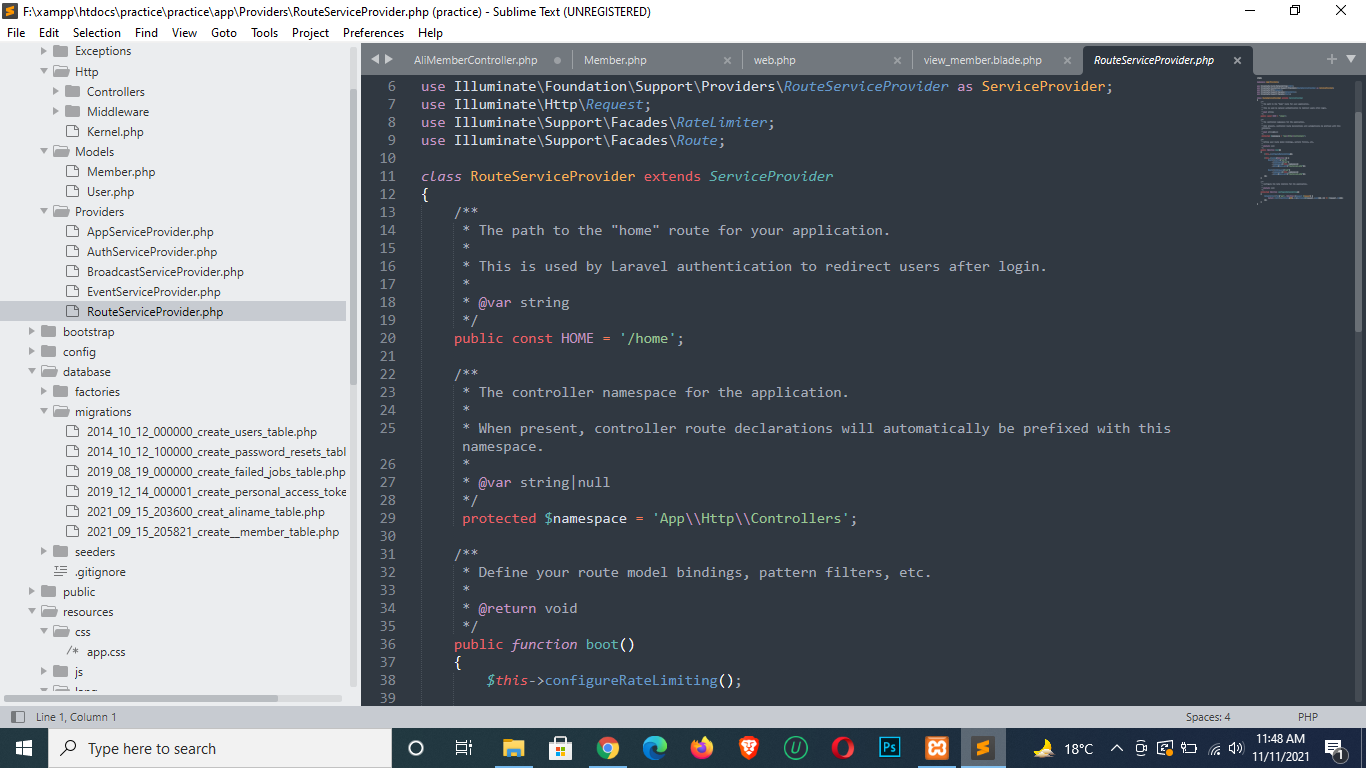 F:\xampp\htdocs\practice\practice\app\Providers\RouteServiceProvider.php (practice) - Sublime Text (UNREGISTERED)
File Edit Selection Find View Goto Tools Project Preferences Help
Exceptions
Http
Controllers
Middleware
Kernel.php
Models
Member.php
User.php
Providers
AppServiceProvider.php
AuthServiceProvider.php
BroadcastServiceProvider.php
EventServiceProvider.php
RouteServiceProvider.php
bootstrap
config
database
factories
migrations
2014_10_12_000000_create_users_table.php
2014_10_12_100000_create_password_resets_tabl
2019_08_19_000000_create_failed_jobs_table.php
2019_12_14_000001_create_personal_access_toke
2021_09_15_203600_creat_aliname_table.php
2021_09_15_205821_create__member_table.php
seeders
.gitignore
public
resources
css
/* app.css
js
lang
AliMemberController.php Member.php web.php view_member.blade.php RouteServiceProvider.php
6 use Illuminate\Foundation\Support\Providers\RouteServiceProvider as ServiceProvider;
7 use Illuminate\Http\Request;
8 use Illuminate\Support\Facades\RateLimiter;
9 use Illuminate\Support\Facades\Route;
10
11 class RouteServiceProvider extends ServiceProvider
12 {
13 /**
14 * The path to the "home" route for your application.
15 *
16 * This is used by Laravel authentication to redirect users after login.
17 *
18 * @var string
19 */
20 public const HOME = '/home';
21
22 /**
23 * The controller namespace for the application.
24 *
25 * When present, controller route declarations will automatically be prefixed with this
namespace.
26 *
27 * @var string|null
28 */
29 protected $namespace = 'App\\Http\\Controllers';
30
31 /**
32 * Define your route model bindings, pattern filters, etc.
33 *
34 * @return void
35 */
36 public function boot()
37 {
38 $this->configureRateLimiting();
39
Line 1, Column 1 Spaces: 4 PHP
Type here to search
Ps
18°C
11:48 AM
11/11/2021
1